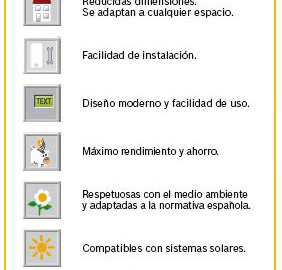 Reducidas dimensiones.
Se adaptan a cualquier espacio.
Facilidad de instalación.
TEXT
Diseño moderno y facilidad de uso.
Máximo rendimiento y ahorro.
Respetuosas con el medio ambiente
y adaptadas a la normativa española.
Compatibles con sistemas solares.